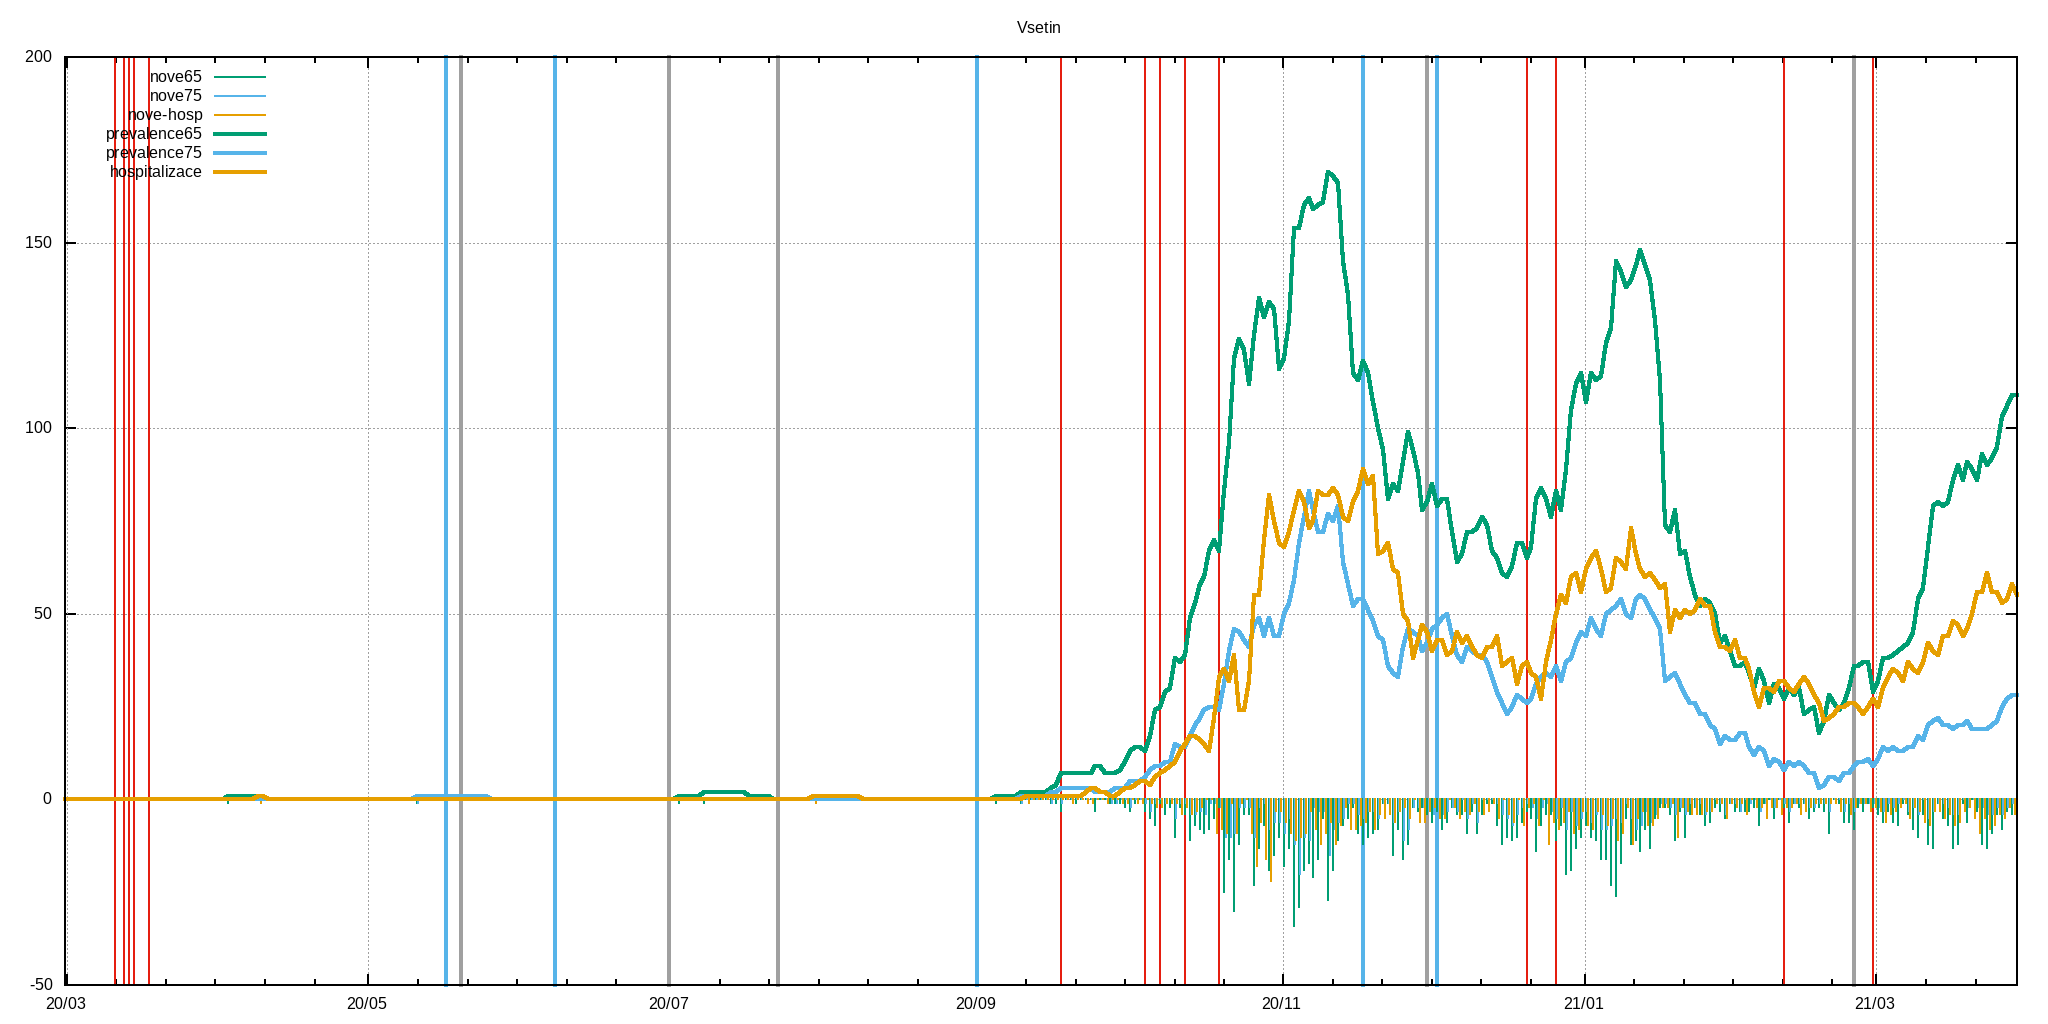 Vsetin
200
nove65
nove75
nove-hosp
prevalence65
prevalence75
hospitalizace
150
100
50
0
-50
20/03 20/05 20/07 20/09 20/11 21/01 21/03